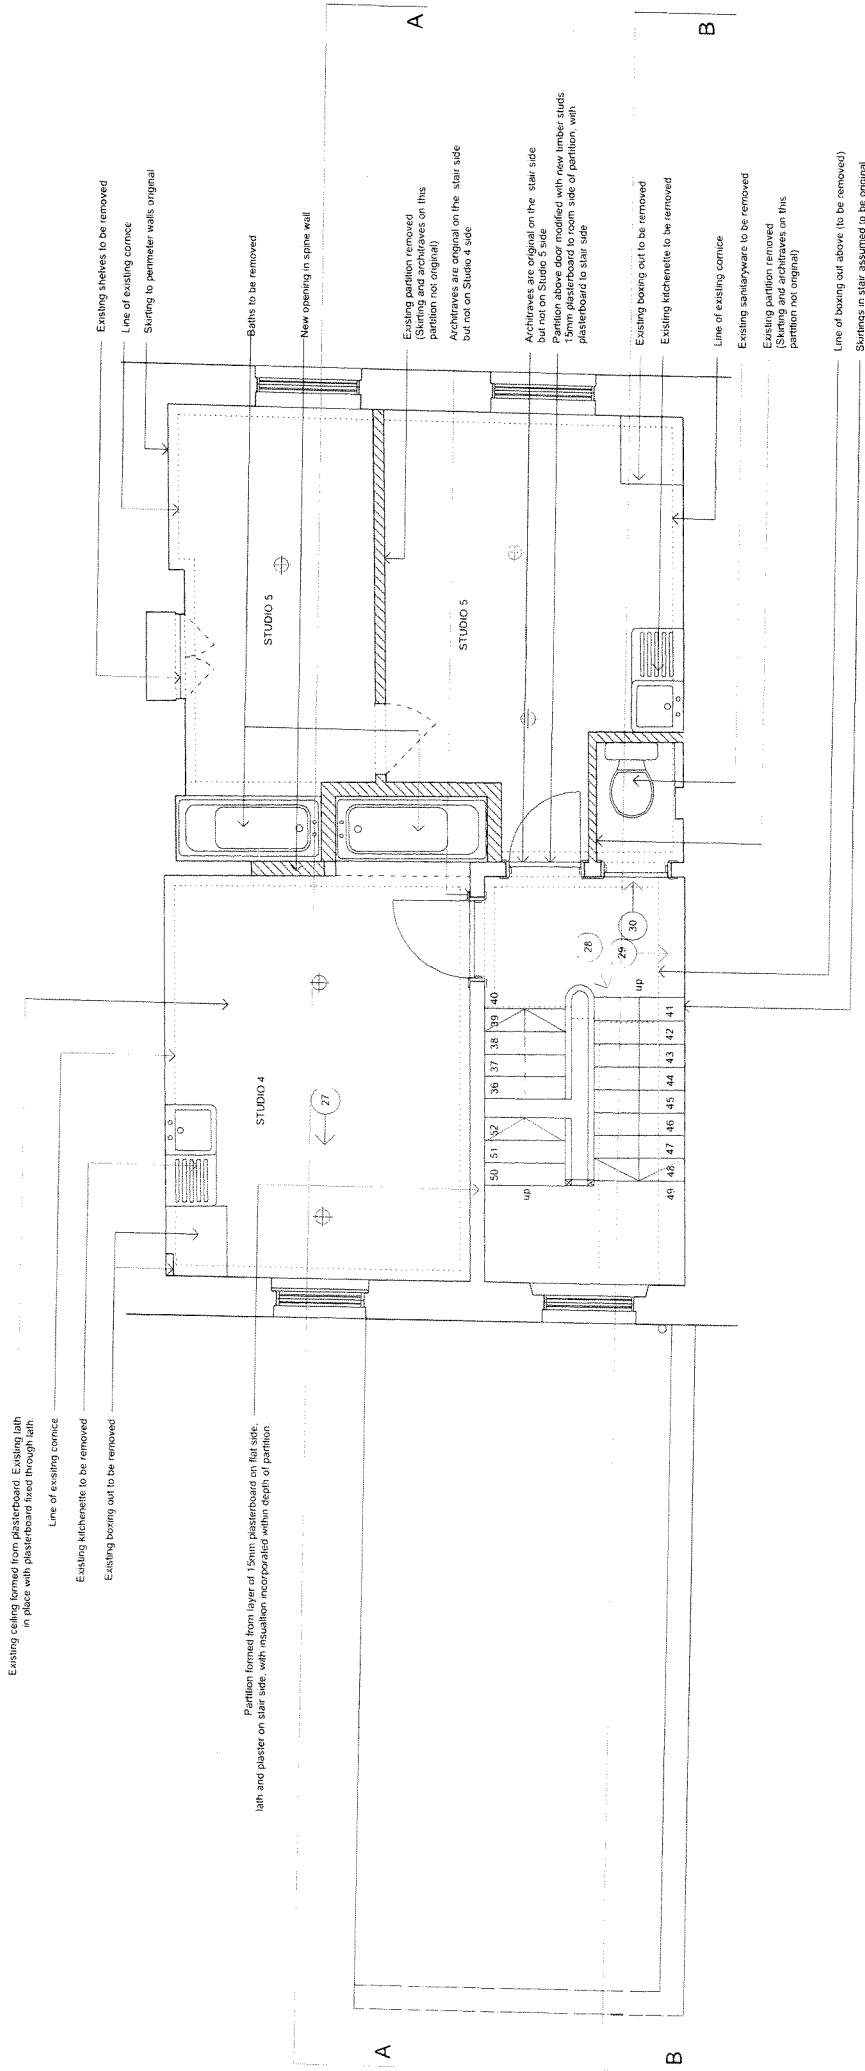 Existing ceiling formed from plasterboard. Existing lath
in place with plasterboard fixed through lath.
Line of exisitng cornice
Existing kitchenette to be removed
Existing boxing out to be removed
Partition formed from layer of 15mm plasterboard on flat side,
lath and plaster on stair side, with insualtion incorporated within depth of partition.
Existing shelves to be removed
Line of existing cornice
Skirting to perimeter walls original
Baths to be removed
New opening in spine wall
Existing partition removed
(Skirting and architraves on this
partition not original)
Architraves are original on the stair side
but not on Studio 4 side
Architraves are original on the stair side
but not on Studio 5 side
Partition above door modified with new timber studs
15mm plasterboard to room side of partition, with
plasterboard to stair side
Existing boxing out to be removed
Existing kitchenette to be removed
Line of existing cornice
Existing sanitaryware to be removed
Existing partition removed
(Skirting and architraves on this
partition not original)
Line of boxing out above (to be removed)
Skirtings in stair assumed to be original
STUDIO 4
STUDIO 5
STUDIO 5
27
28
29
30
up
up
36
37
38
39
40
41
42
43
44
45
46
47
48
49
50
51
52
A
B
A
B